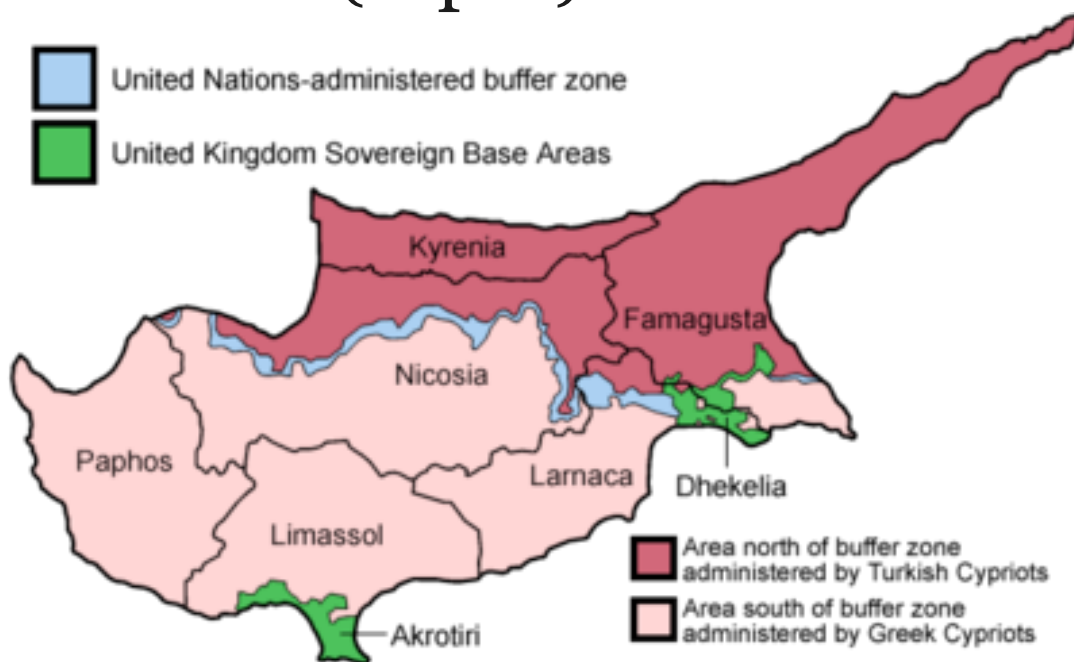 United Nations-administered buffer zone
United Kingdom Sovereign Base Areas
Kyrenia
Famagusta
Nicosia
Paphos
Larnaca
Dhekelia
Limassol
Akrotiri
Area north of buffer zone
administered by Turkish Cypriots
Area south of buffer zone
administered by Greek Cypriots